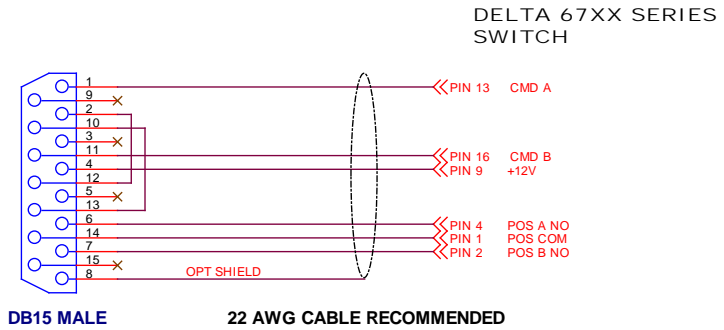 DELTA 67XX SERIES
SWITCH
1
PIN 13 CMD A
9
2
10
3
11
PIN 16 CMD B
4
PIN 9 +12V
12
5
13
6
PIN 4 POS A NO
14
PIN 1 POS COM
7
PIN 2 POS B NO
15
8
OPT SHIELD
DB15 MALE
22 AWG CABLE RECOMMENDED